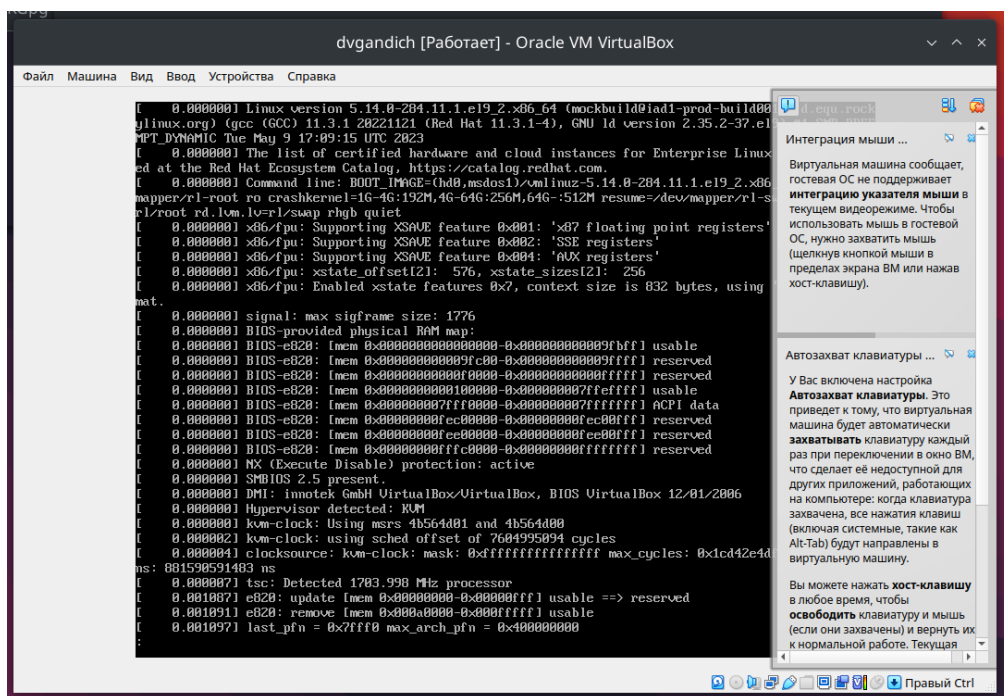 dvgandich [Работает] - Oracle VM VirtualBox
Файл Машина Вид Ввод Устройства Справка
[    0.000000] Linux version 5.14.0-284.11.1.el9_2.x86_64 (mockbuild@iad1-prod-build00
ylinux.org) (gcc (GCC) 11.3.1 20221121 (Red Hat 11.3.1-4), GNU ld version 2.35.2-37.el9
MPT_DYNAMIC Tue May 9 17:09:15 UTC 2023
[    0.000000] The list of certified hardware and cloud instances for Enterprise Linux
ed at the Red Hat Ecosystem Catalog, https://catalog.redhat.com.
[    0.000000] Command line: BOOT_IMAGE=(hd0,msdos1)/vmlinuz-5.14.0-284.11.1.el9_2.x86
mapper/rl-root ro crashkernel=1G-4G:192M,4G-64G:256M,64G-:512M resume=/dev/mapper/rl-s
rl/root rd.lvm.lv=rl/swap rhgb quiet
[    0.000000] x86/fpu: Supporting XSAVE feature 0x001: 'x87 floating point registers'
[    0.000000] x86/fpu: Supporting XSAVE feature 0x002: 'SSE registers'
[    0.000000] x86/fpu: Supporting XSAVE feature 0x004: 'AVX registers'
[    0.000000] x86/fpu: xstate_offset[2]:  576, xstate_sizes[2]:  256
[    0.000000] x86/fpu: Enabled xstate features 0x7, context size is 832 bytes, using '
mat.
[    0.000000] signal: max sigframe size: 1776
[    0.000000] BIOS-provided physical RAM map:
[    0.000000] BIOS-e820: [mem 0x0000000000000000-0x000000000009fbff] usable
[    0.000000] BIOS-e820: [mem 0x000000000009fc00-0x000000000009ffff] reserved
[    0.000000] BIOS-e820: [mem 0x00000000000f0000-0x00000000000fffff] reserved
[    0.000000] BIOS-e820: [mem 0x0000000000100000-0x000000007ffeffff] usable
[    0.000000] BIOS-e820: [mem 0x000000007fff0000-0x000000007fffffff] ACPI data
[    0.000000] BIOS-e820: [mem 0x00000000fec00000-0x00000000fec00fff] reserved
[    0.000000] BIOS-e820: [mem 0x00000000fee00000-0x00000000fee00fff] reserved
[    0.000000] BIOS-e820: [mem 0x00000000fffc0000-0x00000000ffffffff] reserved
[    0.000000] NX (Execute Disable) protection: active
[    0.000000] SMBIOS 2.5 present.
[    0.000000] DMI: innotek GmbH VirtualBox/VirtualBox, BIOS VirtualBox 12/01/2006
[    0.000000] Hypervisor detected: KVM
[    0.000000] kvm-clock: Using msrs 4b564d01 and 4b564d00
[    0.000002] kvm-clock: using sched offset of 7604995094 cycles
[    0.000004] clocksource: kvm-clock: mask: 0xffffffffffffffff max_cycles: 0x1cd42e4df
ns: 881590591483 ns
[    0.000007] tsc: Detected 1703.998 MHz processor
[    0.001087] e820: update [mem 0x00000000-0x00000fff] usable ==> reserved
[    0.001091] e820: remove [mem 0x000a0000-0x000fffff] usable
[    0.001097] last_pfn = 0x7fff0 max_arch_pfn = 0x400000000
:
Интеграция мыши ...
Виртуальная машина сообщает,
гостевая ОС не поддерживает
интеграцию указателя мыши в
текущем видеорежиме. Чтобы
использовать мышь в гостевой
ОС, нужно захватить мышь
(щелкнув кнопкой мыши в
пределах экрана ВМ или нажав
хост-клавишу).
Автозахват клавиатуры ...
У Вас включена настройка
Автозахват клавиатуры. Это
приведет к тому, что виртуальная
машина будет автоматически
захватывать клавиатуру каждый
раз при переключении в окно ВМ,
что сделает её недоступной для
других приложений, работающих
на компьютере: когда клавиатура
захвачена, все нажатия клавиш
(включая системные, такие как
Alt-Tab) будут направлены в
виртуальную машину.
Вы можете нажать хост-клавишу
в любое время, чтобы
освободить клавиатуру и мышь
(если они захвачены) и вернуть их
к нормальной работе. Текущая
Правый Ctrl